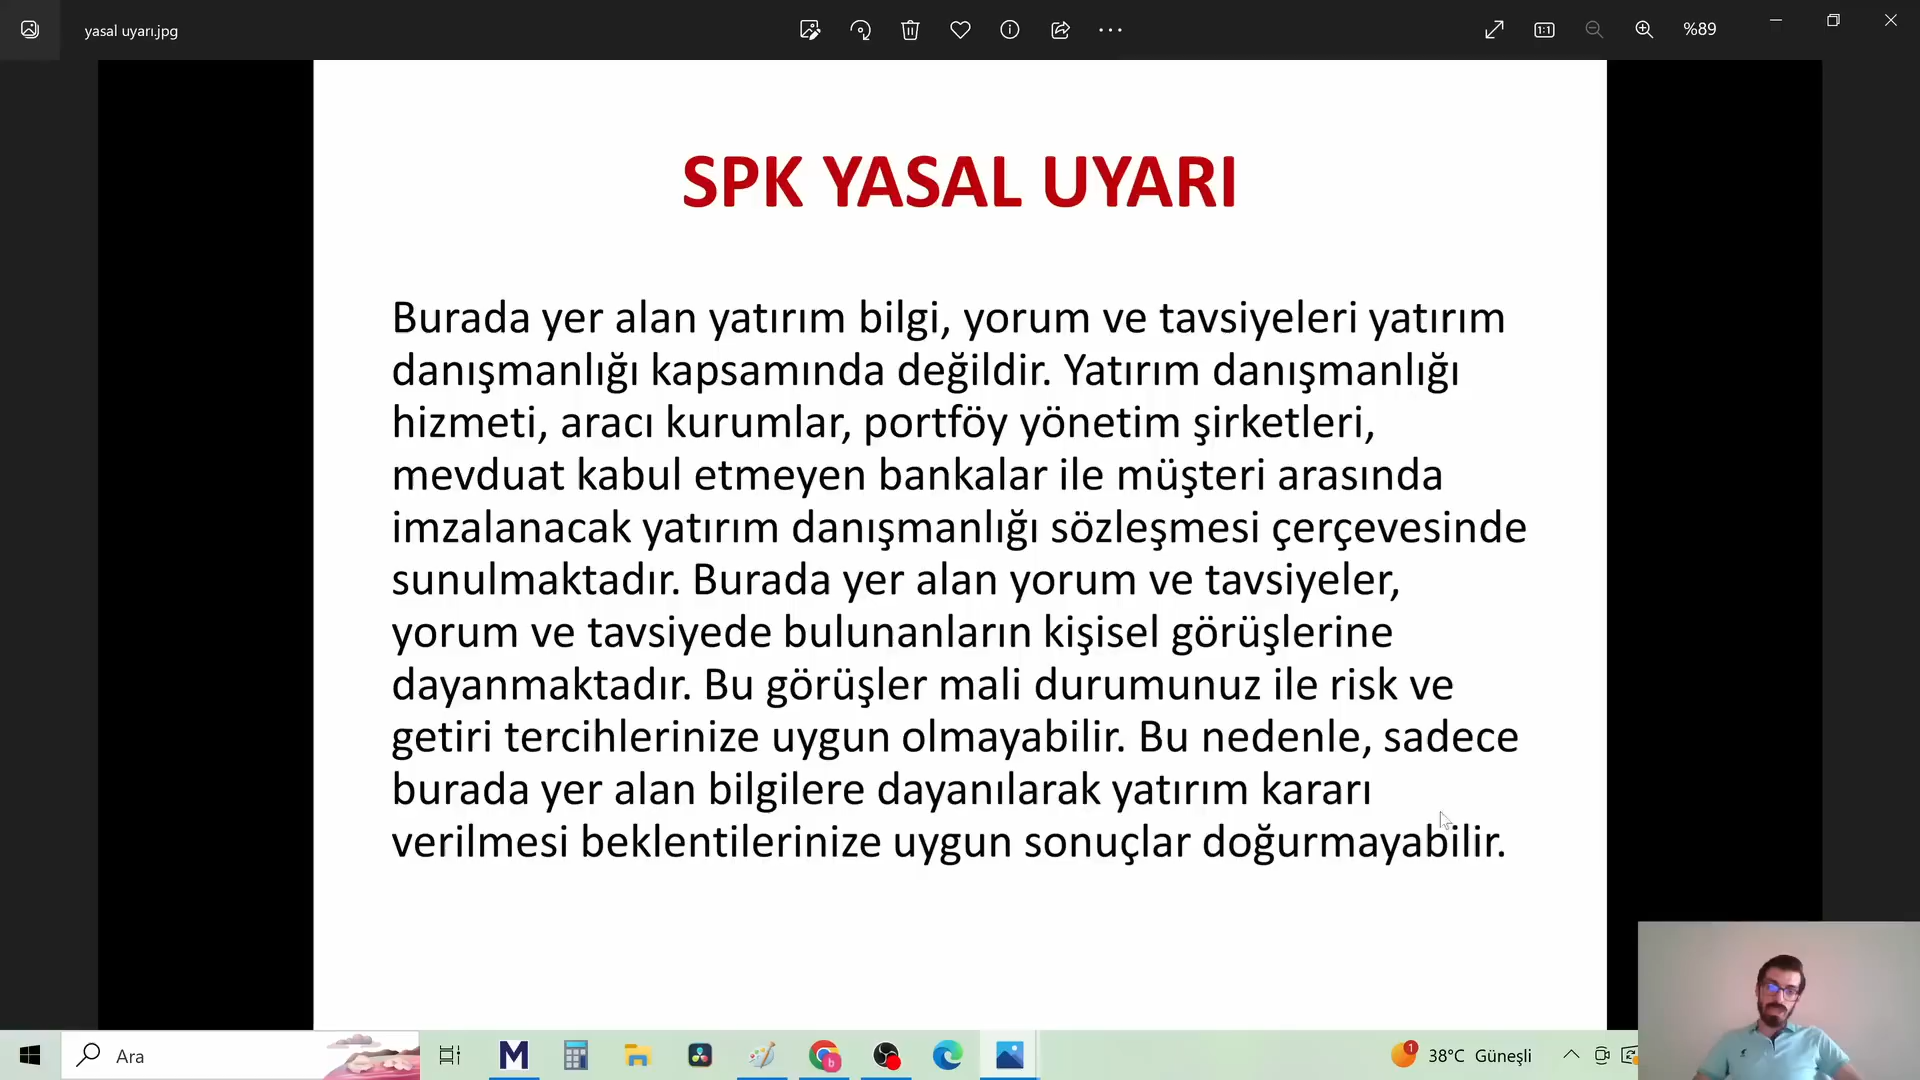 yasal uyarı.jpg
%89
SPK YASAL UYARI
Burada yer alan yatırım bilgi, yorum ve tavsiyeleri yatırım
danışmanlığı kapsamında değildir. Yatırım danışmanlığı
hizmeti, aracı kurumlar, portföy yönetim şirketleri,
mevduat kabul etmeyen bankalar ile müşteri arasında
imzalanacak yatırım danışmanlığı sözleşmesi çerçevesinde
sunulmaktadır. Burada yer alan yorum ve tavsiyeler,
yorum ve tavsiyede bulunanların kişisel görüşlerine
dayanmaktadır. Bu görüşler mali durumunuz ile risk ve
getiri tercihlerinize uygun olmayabilir. Bu nedenle, sadece
burada yer alan bilgilere dayanılarak yatırım kararı
verilmesi beklentilerinize uygun sonuçlar doğurmayabilir.
Ara
1
38°C Güneşli